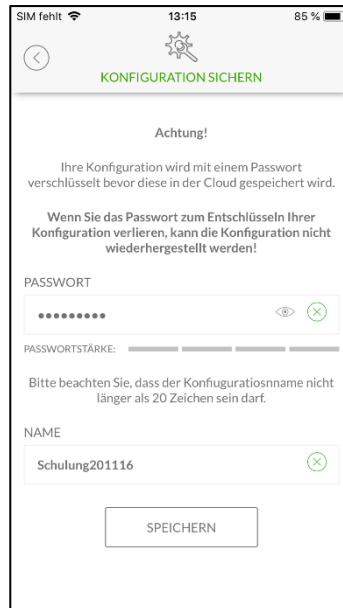 SIM fehlt 13:15 85 %
KONFIGURATION SICHERN
Achtung!
Ihre Konfiguration wird mit einem Passwort
verschlüsselt bevor diese in der Cloud gespeichert wird.
Wenn Sie das Passwort zum Entschlüsseln Ihrer
Konfiguration verlieren, kann die Konfiguration nicht
wiederhergestellt werden!
PASSWORT
•••••••••
PASSWORTSTÄRKE:
Bitte beachten Sie, dass der Konfiuguratiosnname nicht
länger als 20 Zeichen sein darf.
NAME
Schulung201116
SPEICHERN